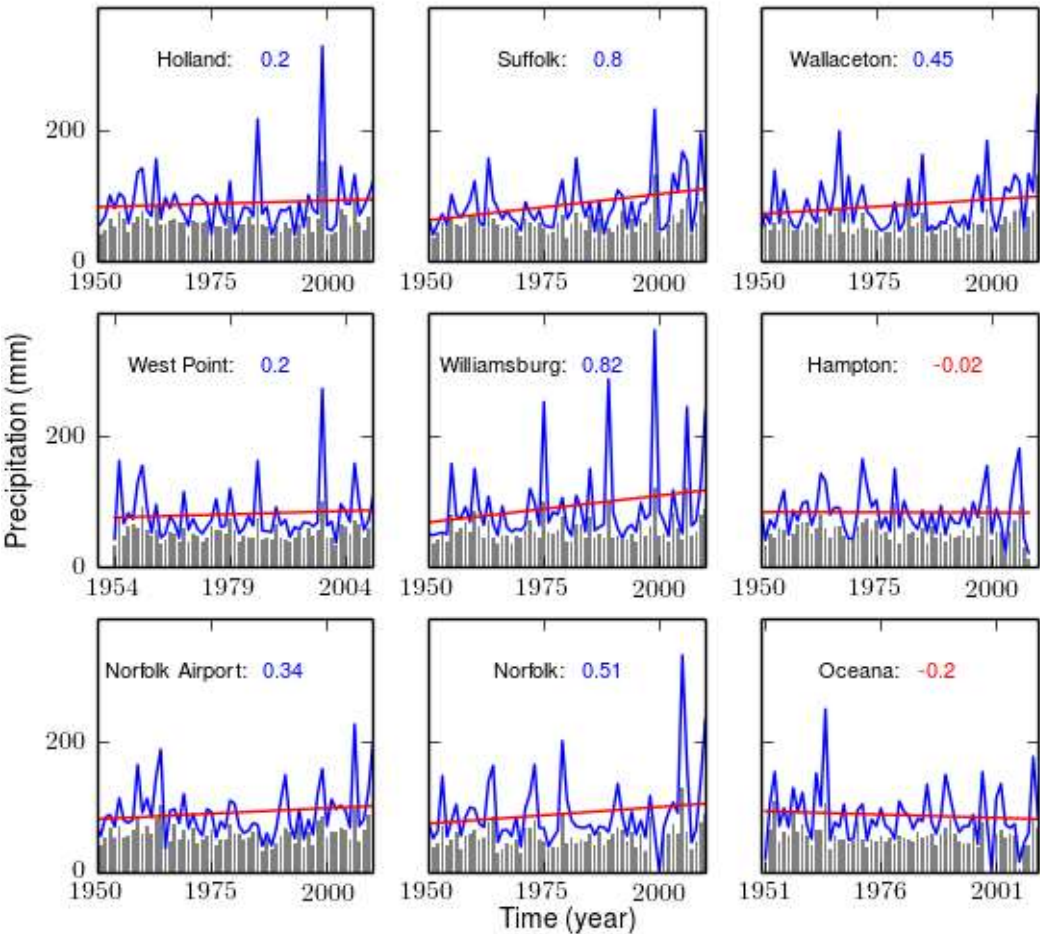 Holland: 0.2
Suffolk: 0.8
Wallaceton: 0.45
200
0
1950 1975 2000
1950 1975 2000
1950 1975 2000
West Point: 0.2
Williamsburg: 0.82
Hampton: -0.02
200
0
1954 1979 2004
1950 1975 2000
1950 1975 2000
Norfolk Airport: 0.34
Norfolk: 0.51
Oceana: -0.2
200
0
1950 1975 2000
1950 1975 2000
1951 1976 2001
Precipitation (mm)
Time (year)